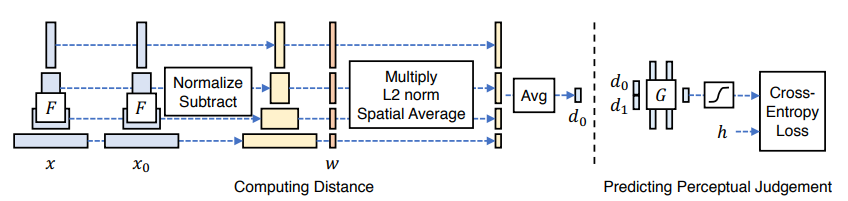 F
F
Normalize
Subtract
Multiply
L2 norm
Spatial Average
Avg
d₀
x
x₀
w
Computing Distance
d₀
d₁
G
h
Cross-
Entropy
Loss
Predicting Perceptual Judgement